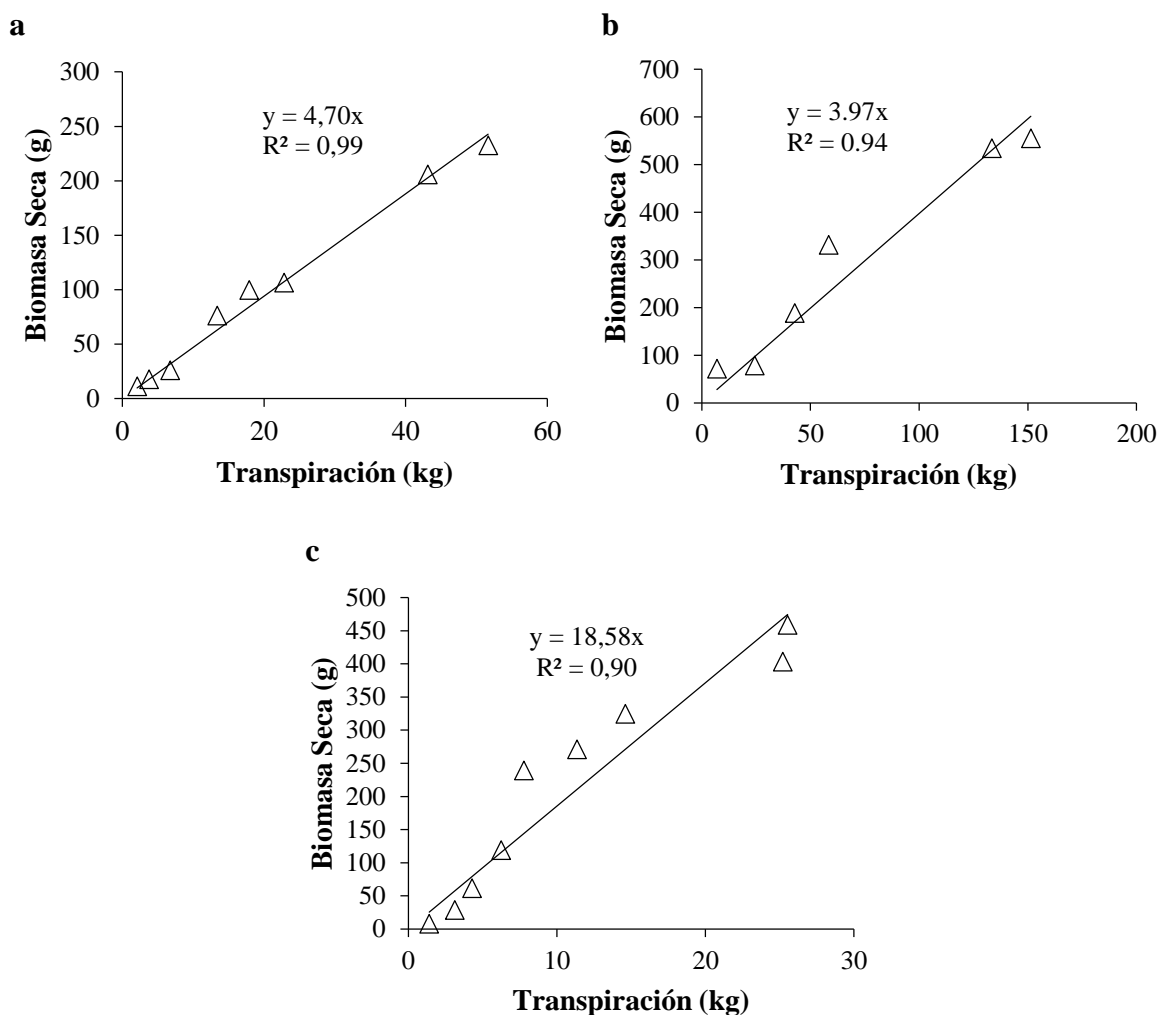 a
300
250
200
150
100
50
0
Biomasa Seca (g)
y = 4,70x
R² = 0,99
0 20 40 60
Transpiración (kg)
b
700
600
500
400
300
200
100
0
Biomasa Seca (g)
y = 3.97x
R² = 0.94
0 50 100 150 200
Transpiración (kg)
c
500
450
400
350
300
250
200
150
100
50
0
Biomasa Seca (g)
y = 18,58x
R² = 0,90
0 10 20 30
Transpiración (kg)